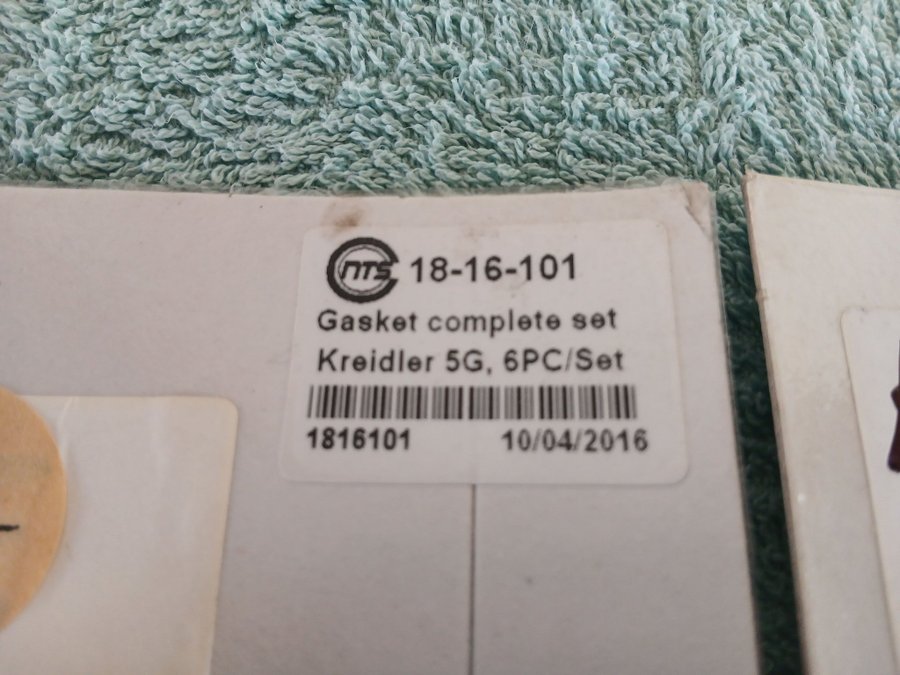 NTS 18-16-101
Gasket complete set
Kreidler 5G, 6PC/Set
1816101 10/04/2016